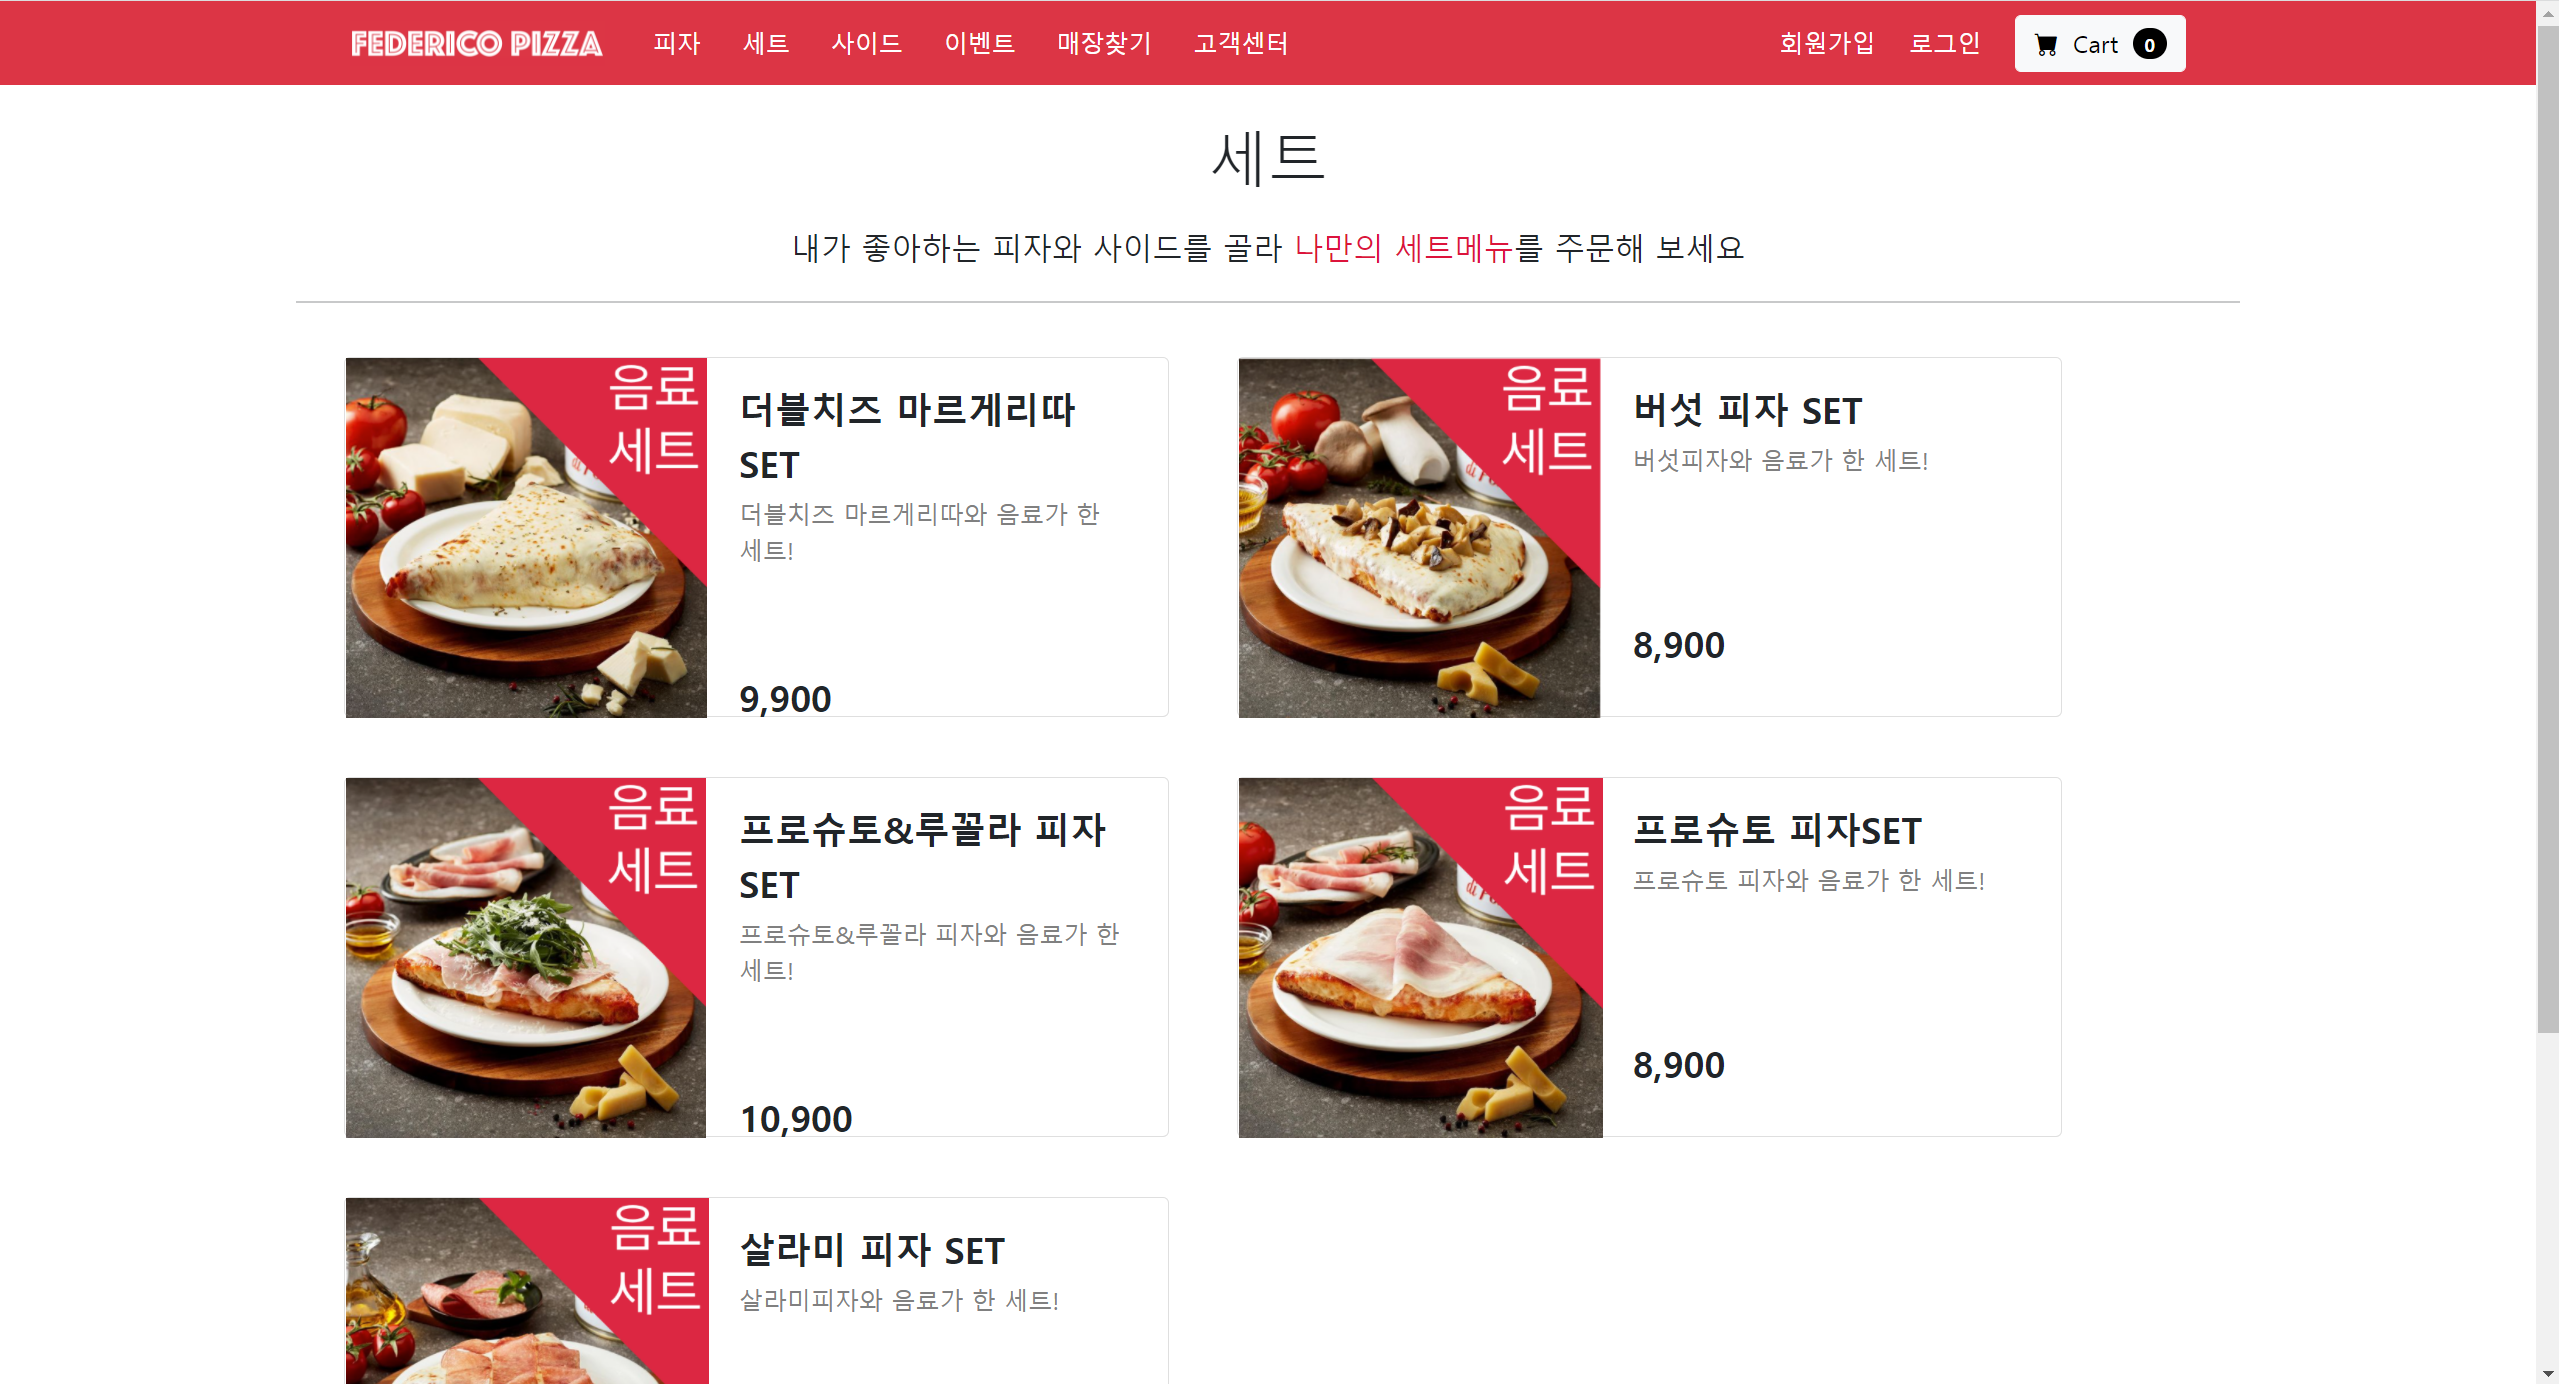 FEDERICO PIZZA 피자 세트 사이드 이벤트 매장찾기 고객센터 회원가입 로그인 Cart 0
세트
내가 좋아하는 피자와 사이드를 골라 나만의 세트메뉴를 주문해 보세요
음료
세트
더블치즈 마르게리따
SET
더블치즈 마르게리따와 음료가 한
세트!
9,900
음료
세트
버섯 피자 SET
버섯피자와 음료가 한 세트!
8,900
음료
세트
프로슈토&루꼴라 피자
SET
프로슈토&루꼴라 피자와 음료가 한
세트!
10,900
음료
세트
프로슈토 피자SET
프로슈토 피자와 음료가 한 세트!
8,900
음료
세트
살라미 피자 SET
살라미피자와 음료가 한 세트!